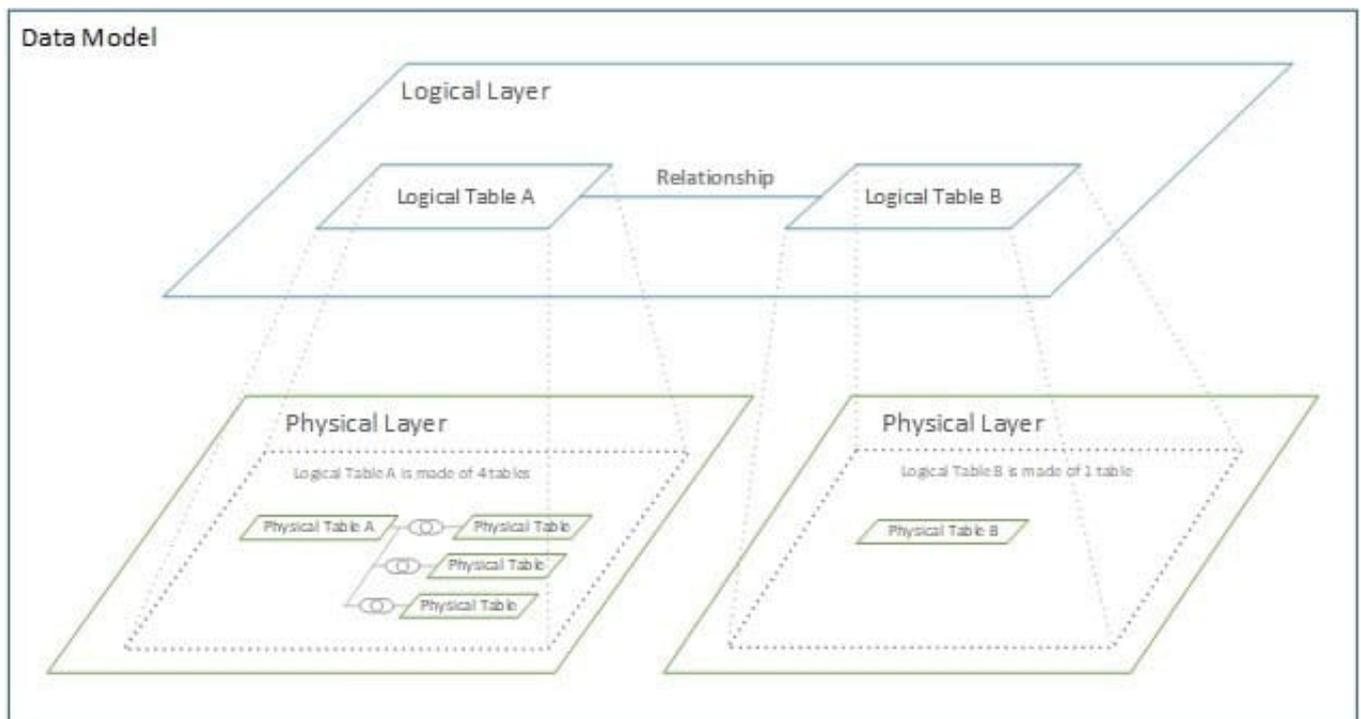 Data Model
Logical Layer
Logical Table A
Relationship
Logical Table B
Physical Layer
Logical Table A is made of 4 tables
Physical Table A
Physical Table
Physical Table
Physical Table
Physical Layer
Logical Table B is made of 1 table
Physical Table B